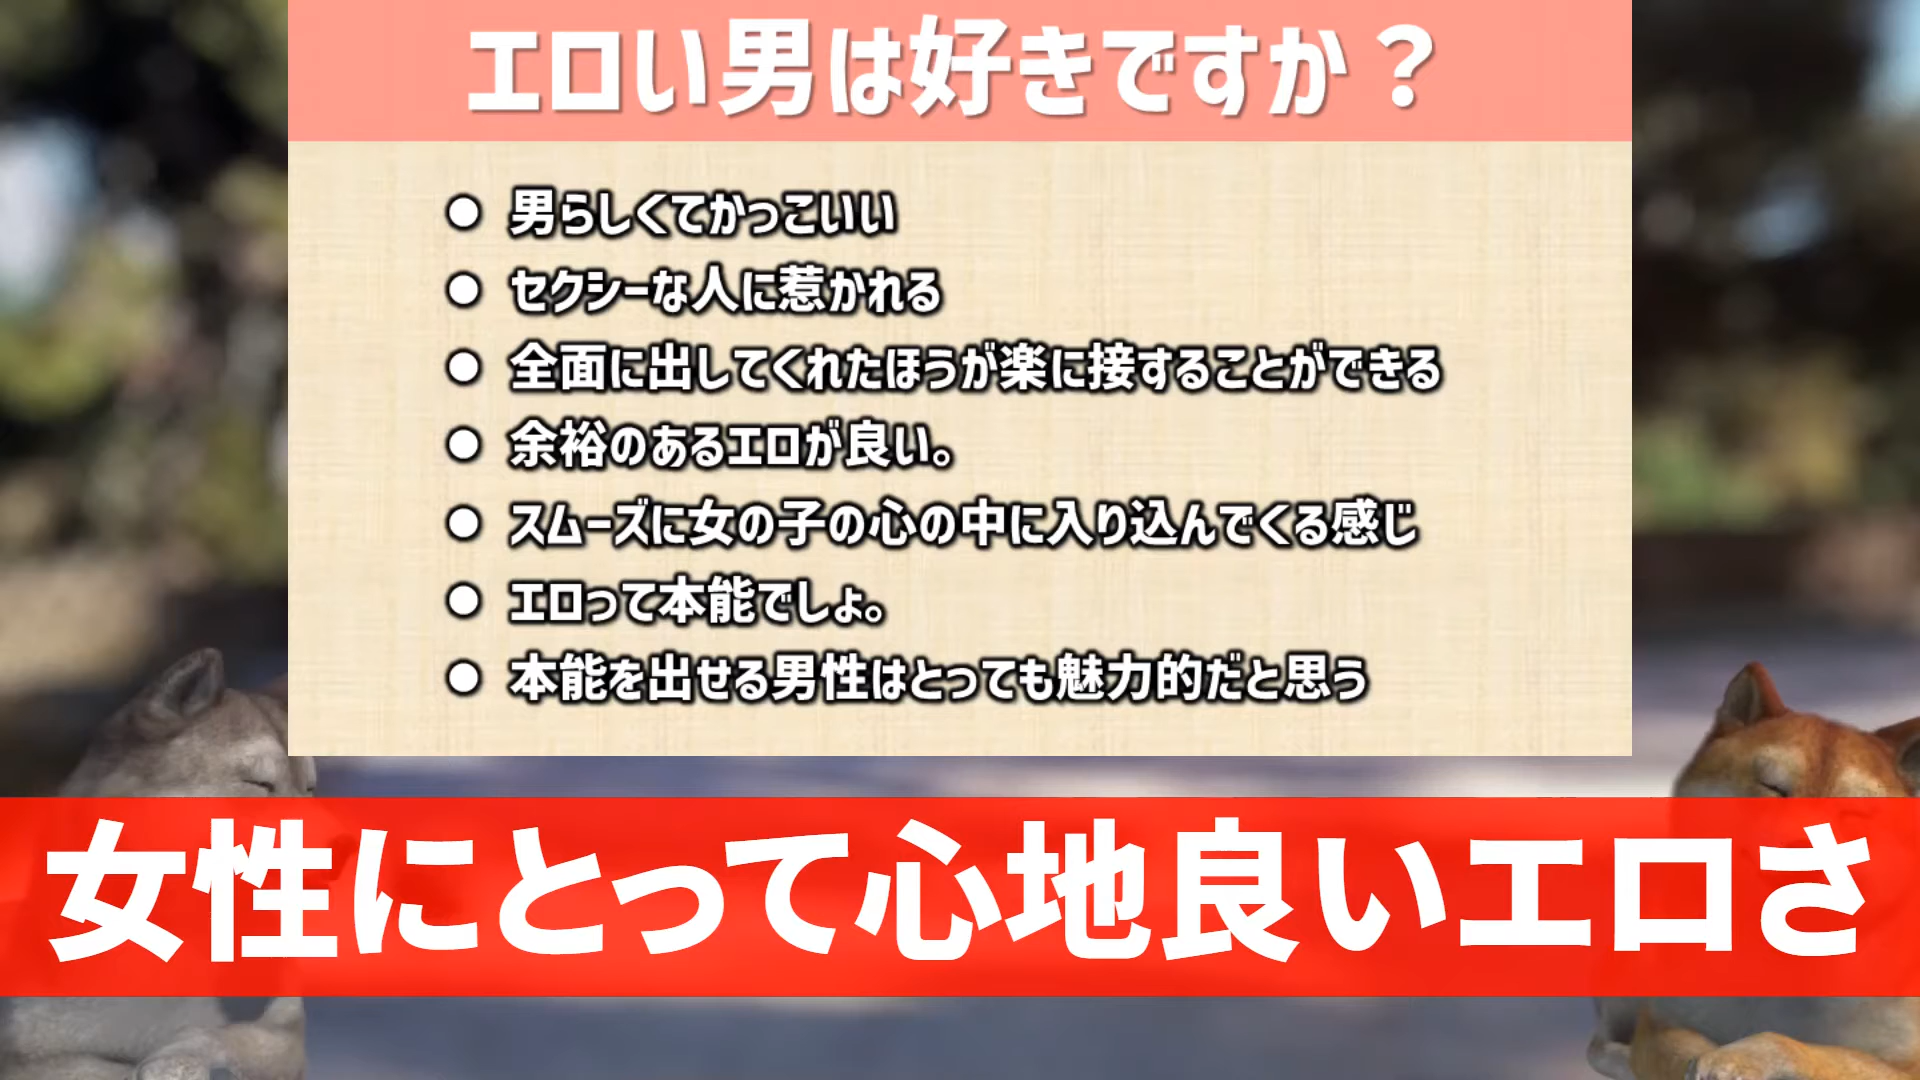 エロい男は好きですか？
● 男らしくてかっこいい
● セクシーな人に惹かれる
● 全面に出してくれたほうが楽に接することができる
● 余裕のあるエロが良い。
● スムーズに女の子の心の中に入り込んでくる感じ
● エロって本能でしょ。
● 本能を出せる男性はとっても魅力的だと思う
女性にとって心地良いエロさ